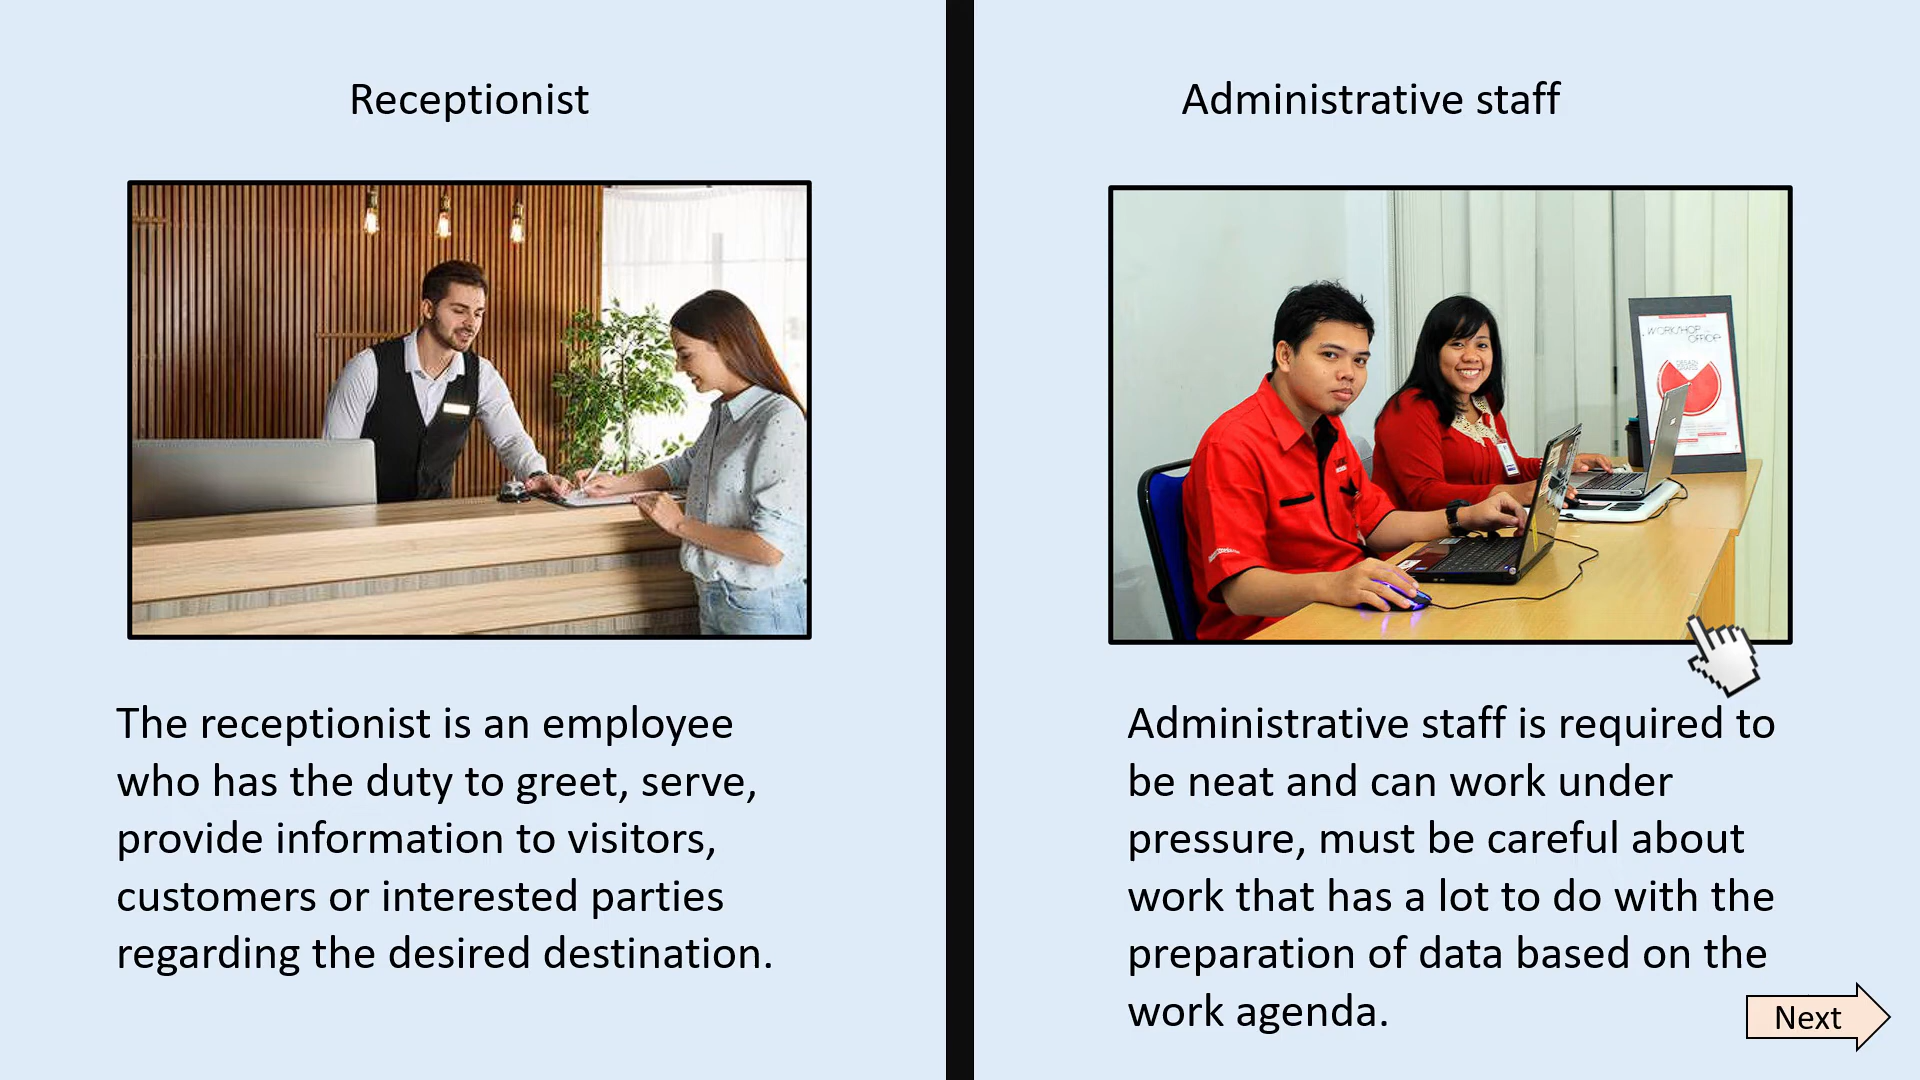 Receptionist
The receptionist is an employee
who has the duty to greet, serve,
provide information to visitors,
customers or interested parties
regarding the desired destination.
Administrative staff
WORKSHOP
OFFICE
Administrative staff is required to
be neat and can work under
pressure, must be careful about
work that has a lot to do with the
preparation of data based on the
work agenda.
Next